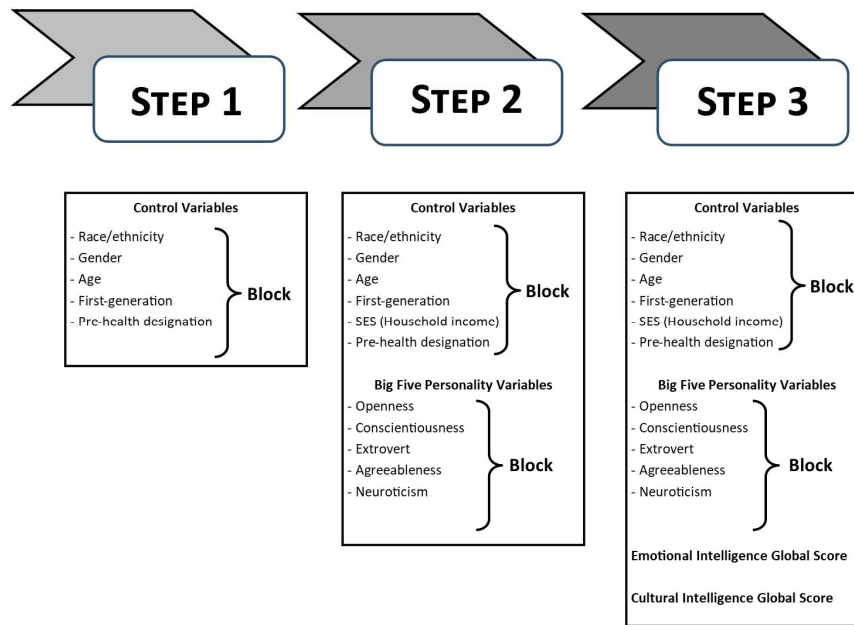 STEP 1
STEP 2
STEP 3
Control Variables
- Race/ethnicity
- Gender
- Age
- First-generation
- Pre-health designation
Block
Control Variables
- Race/ethnicity
- Gender
- Age
- First-generation
- SES (Household income)
- Pre-health designation
Block
Big Five Personality Variables
- Openness
- Conscientiousness
- Extrovert
- Agreeableness
- Neuroticism
Block
Control Variables
- Race/ethnicity
- Gender
- Age
- First-generation
- SES (Household income)
- Pre-health designation
Block
Big Five Personality Variables
- Openness
- Conscientiousness
- Extrovert
- Agreeableness
- Neuroticism
Block
Emotional Intelligence Global Score
Cultural Intelligence Global Score